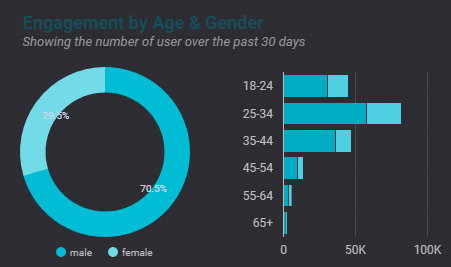 Engagement by Age & Gender
Showing the number of user over the past 30 days
29.5%
70.5%
male
female
18-24
25-34
35-44
45-54
55-64
65+
0 50K 100K